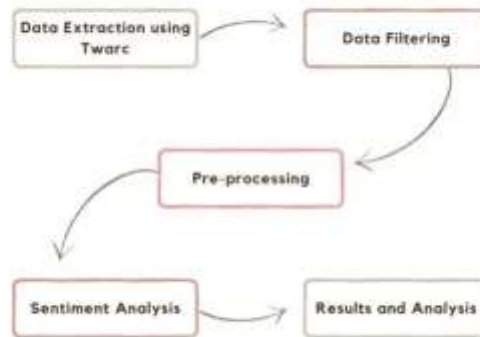 Data Extraction using
Twarc
Data Filtering
Pre-processing
Sentiment Analysis
Results and Analysis